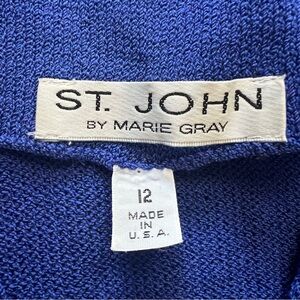 ST. JOHN
BY MARIE GRAY
12
MADE
IN
U. S. A.